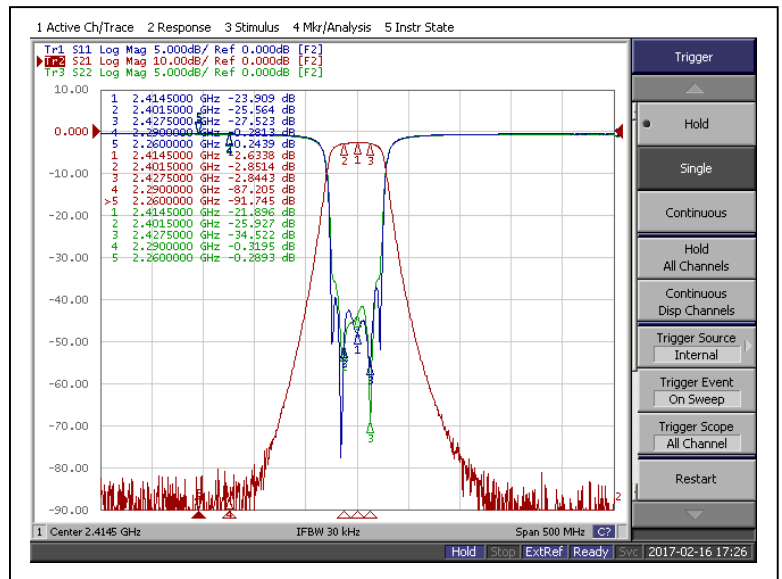 1 Active Ch/Trace 2 Response 3 Stimulus 4 Mkr/Analysis 5 Instr State
Tr1 S11 Log Mag 5.000dB/ Ref 0.000dB [F2]
Tr2 S21 Log Mag 10.00dB/ Ref 0.000dB [F2]
Tr3 S22 Log Mag 5.000dB/ Ref 0.000dB [F2]
10.00
0.000
-10.00
-20.00
-30.00
-40.00
-50.00
-60.00
-70.00
-80.00
-90.00
1 2.4145000 GHz -23.909 dB
2 2.4015000 GHz -25.564 dB
3 2.4275000 GHz -27.523 dB
4 2.2900000 GHz -0.2813 dB
5 2.2600000 GHz -0.2439 dB
1 2.4145000 GHz -2.6338 dB
2 2.4015000 GHz -2.8514 dB
3 2.4275000 GHz -2.8443 dB
4 2.2900000 GHz -87.205 dB
>5 2.2600000 GHz -91.745 dB
1 2.4145000 GHz -21.896 dB
2 2.4015000 GHz -25.927 dB
3 2.4275000 GHz -34.522 dB
4 2.2900000 GHz -0.3195 dB
5 2.2600000 GHz -0.2893 dB
5
4
2 1 3
1
3
4
2
1 Center 2.4145 GHz
IFBW 30 kHz
Span 500 MHz C?
Trigger
Hold
Single
Continuous
Hold
All Channels
Continuous
Disp Channels
Trigger Source
Internal
Trigger Event
On Sweep
Trigger Scope
All Channel
Restart
Hold Stop ExtRef Ready Svc 2017-02-16 17:26